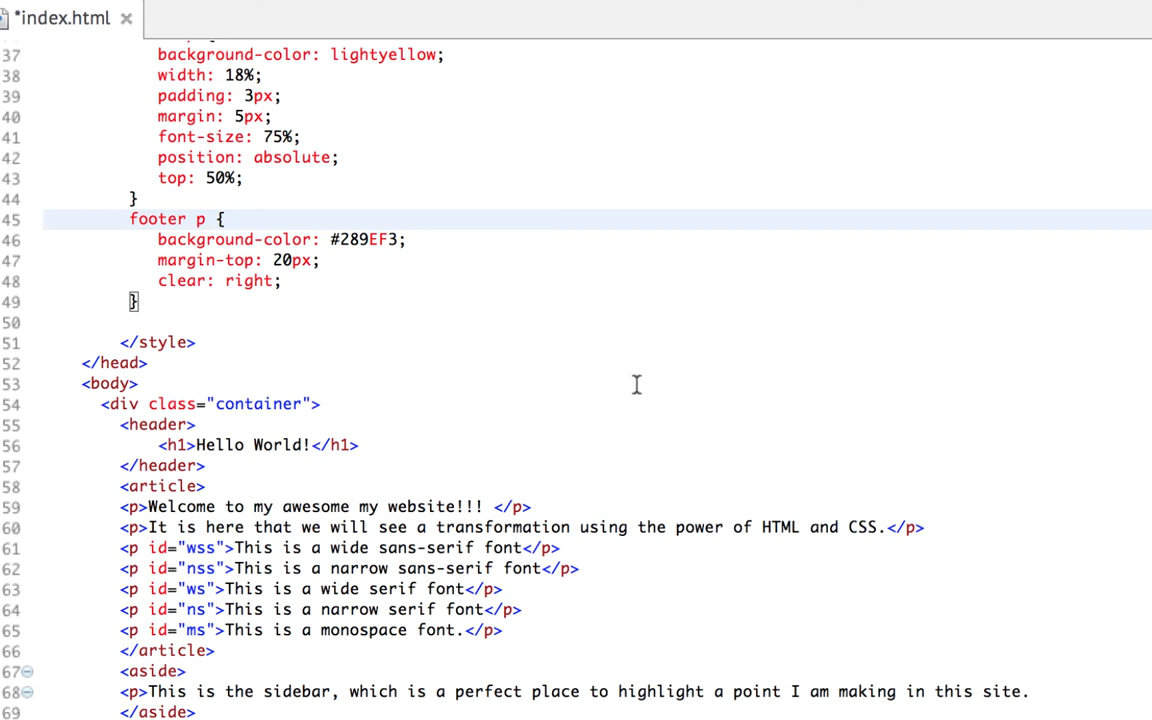 *index.html
37 background-color: lightyellow;
38 width: 18%;
39 padding: 3px;
40 margin: 5px;
41 font-size: 75%;
42 position: absolute;
43 top: 50%;
44 }
45 footer p {
46 background-color: #289EF3;
47 margin-top: 20px;
48 clear: right;
49 }
50
51 </style>
52 </head>
53 <body>
54 <div class="container">
55 <header>
56 <h1>Hello World!</h1>
57 </header>
58 <article>
59 <p>Welcome to my awesome my website!!! </p>
60 <p>It is here that we will see a transformation using the power of HTML and CSS.</p>
61 <p id="wss">This is a wide sans-serif font</p>
62 <p id="nss">This is a narrow sans-serif font</p>
63 <p id="ws">This is a wide serif font</p>
64 <p id="ns">This is a narrow serif font</p>
65 <p id="ms">This is a monospace font.</p>
66 </article>
67 <aside>
68 <p>This is the sidebar, which is a perfect place to highlight a point I am making in this site.
69 </aside>